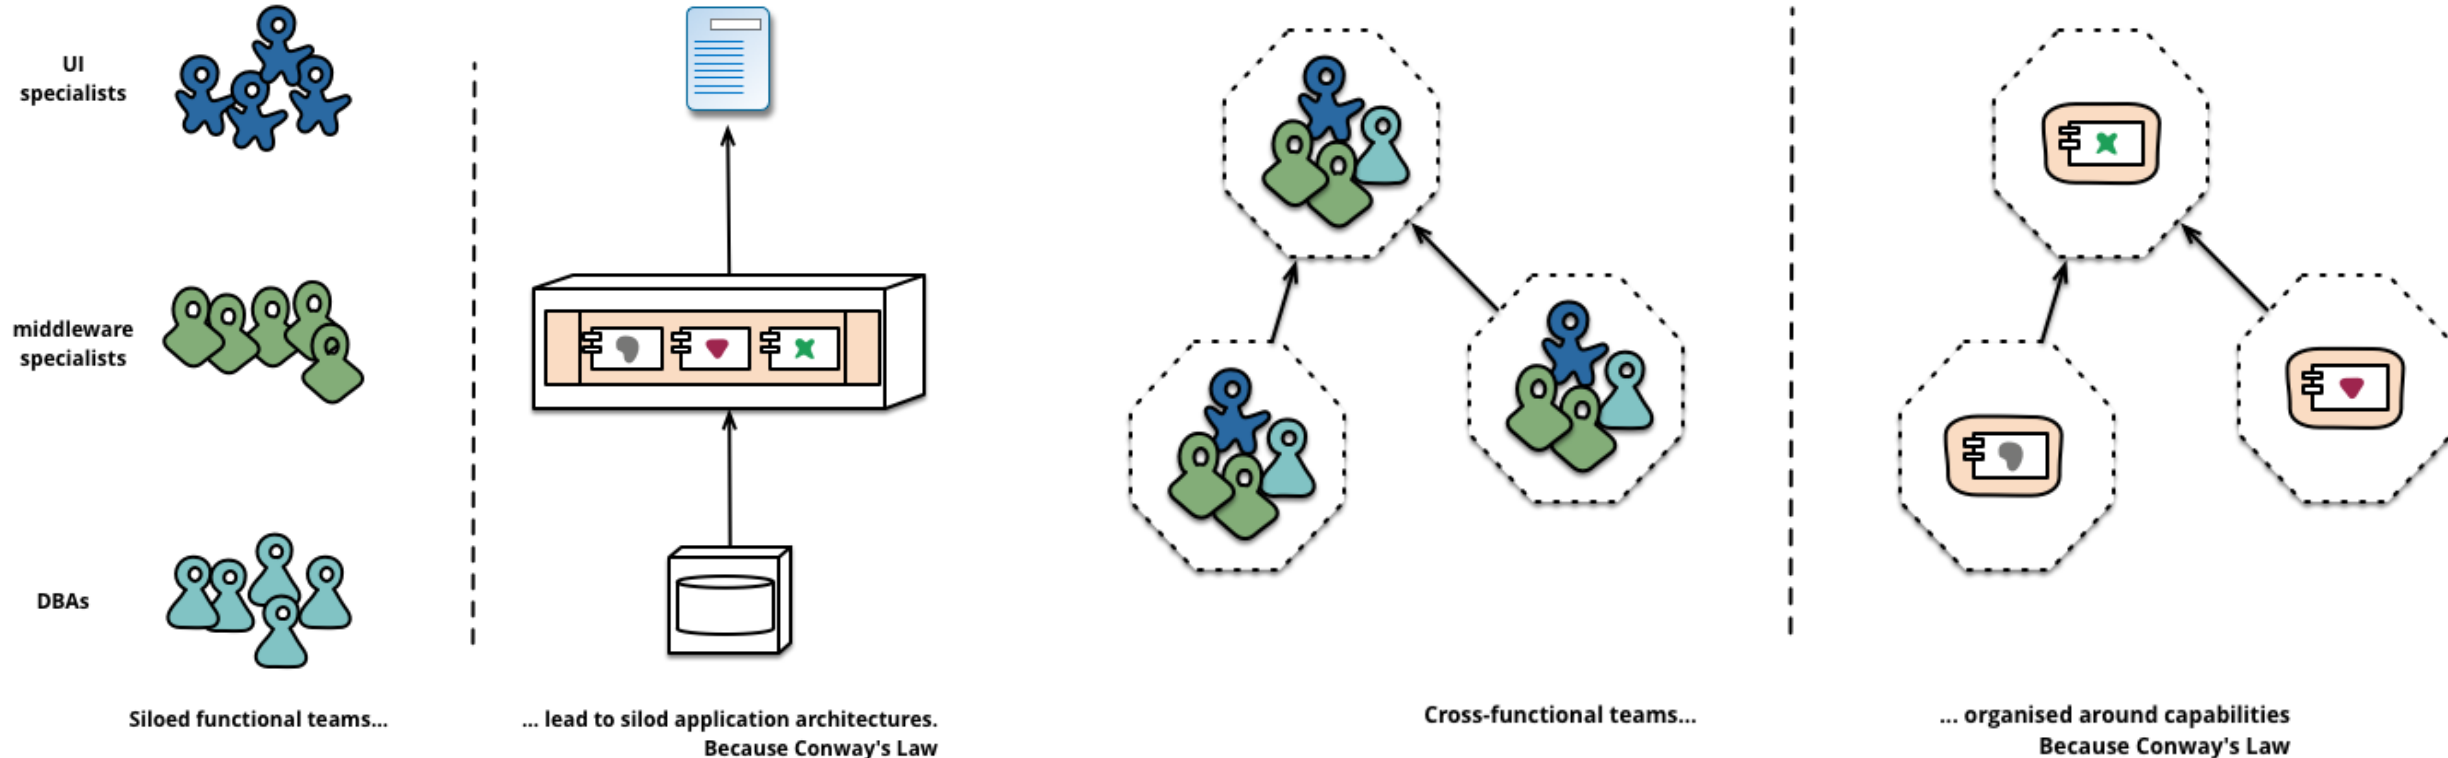 UI
specialists
middleware
specialists
DBAs
Siloed functional teams...
... lead to silod application architectures.
Because Conway's Law
Cross-functional teams...
... organised around capabilities
Because Conway's Law